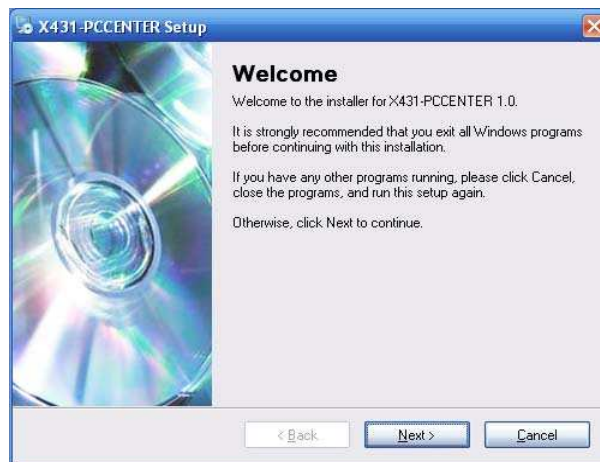 X431-PCCENTER Setup
Welcome
Welcome to the installer for X431-PCCENTER 1.0.
It is strongly recommended that you exit all Windows programs
before continuing with this installation.
If you have any other programs running, please click Cancel,
close the programs, and run this setup again.
Otherwise, click Next to continue.
< Back
Next >
Cancel